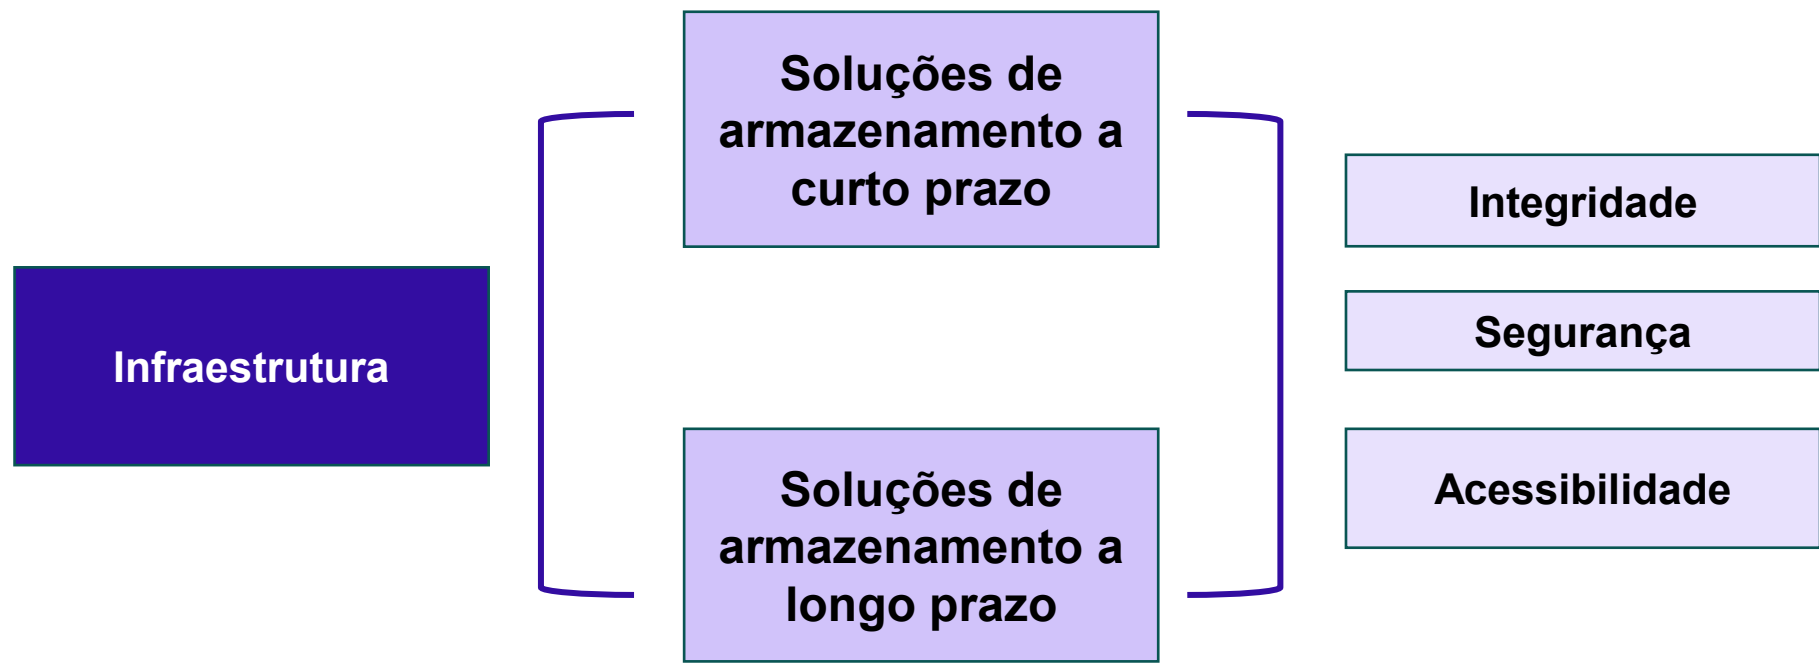 Infraestrutura
Soluções de
armazenamento a
curto prazo
Soluções de
armazenamento a
longo prazo
Integridade
Segurança
Acessibilidade